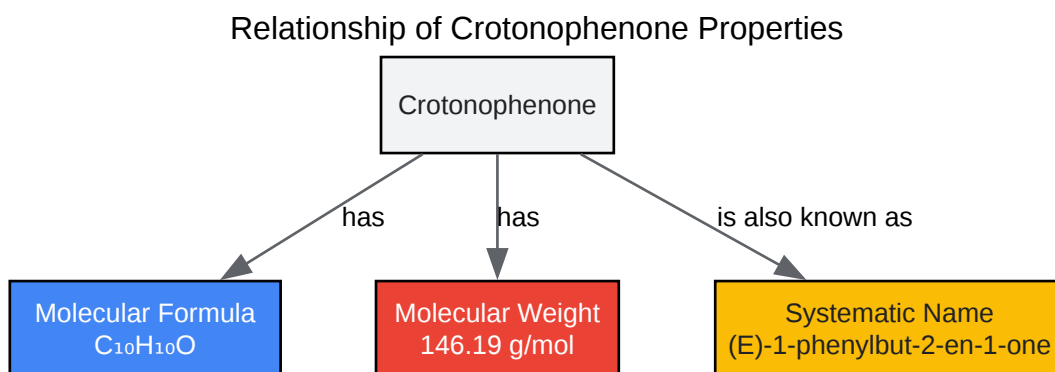 Relationship of Crotonophenone Properties
Crotonophenone
has
has
is also known as
Molecular Formula
C₁₀H₁₀O
Molecular Weight
146.19 g/mol
Systematic Name
(E)-1-phenylbut-2-en-1-one